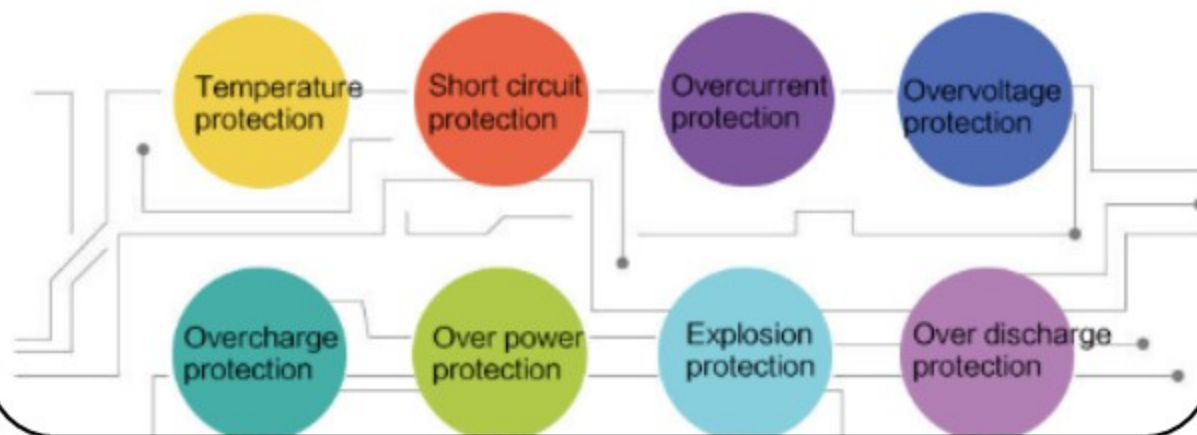 Temperature
protection
Short circuit
protection
Overcurrent
protection
Overvoltage
protection
Overcharge
protection
Over power
protection
Explosion
protection
Over discharge
protection